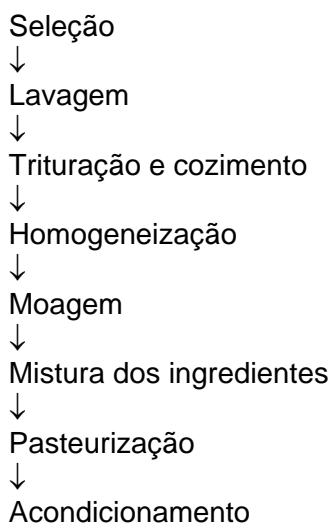 Seleção
↓
Lavagem
↓
Trituração e cozimento
↓
Homogeneização
↓
Moagem
↓
Mistura dos ingredientes
↓
Pasteurização
↓
Acondicionamento